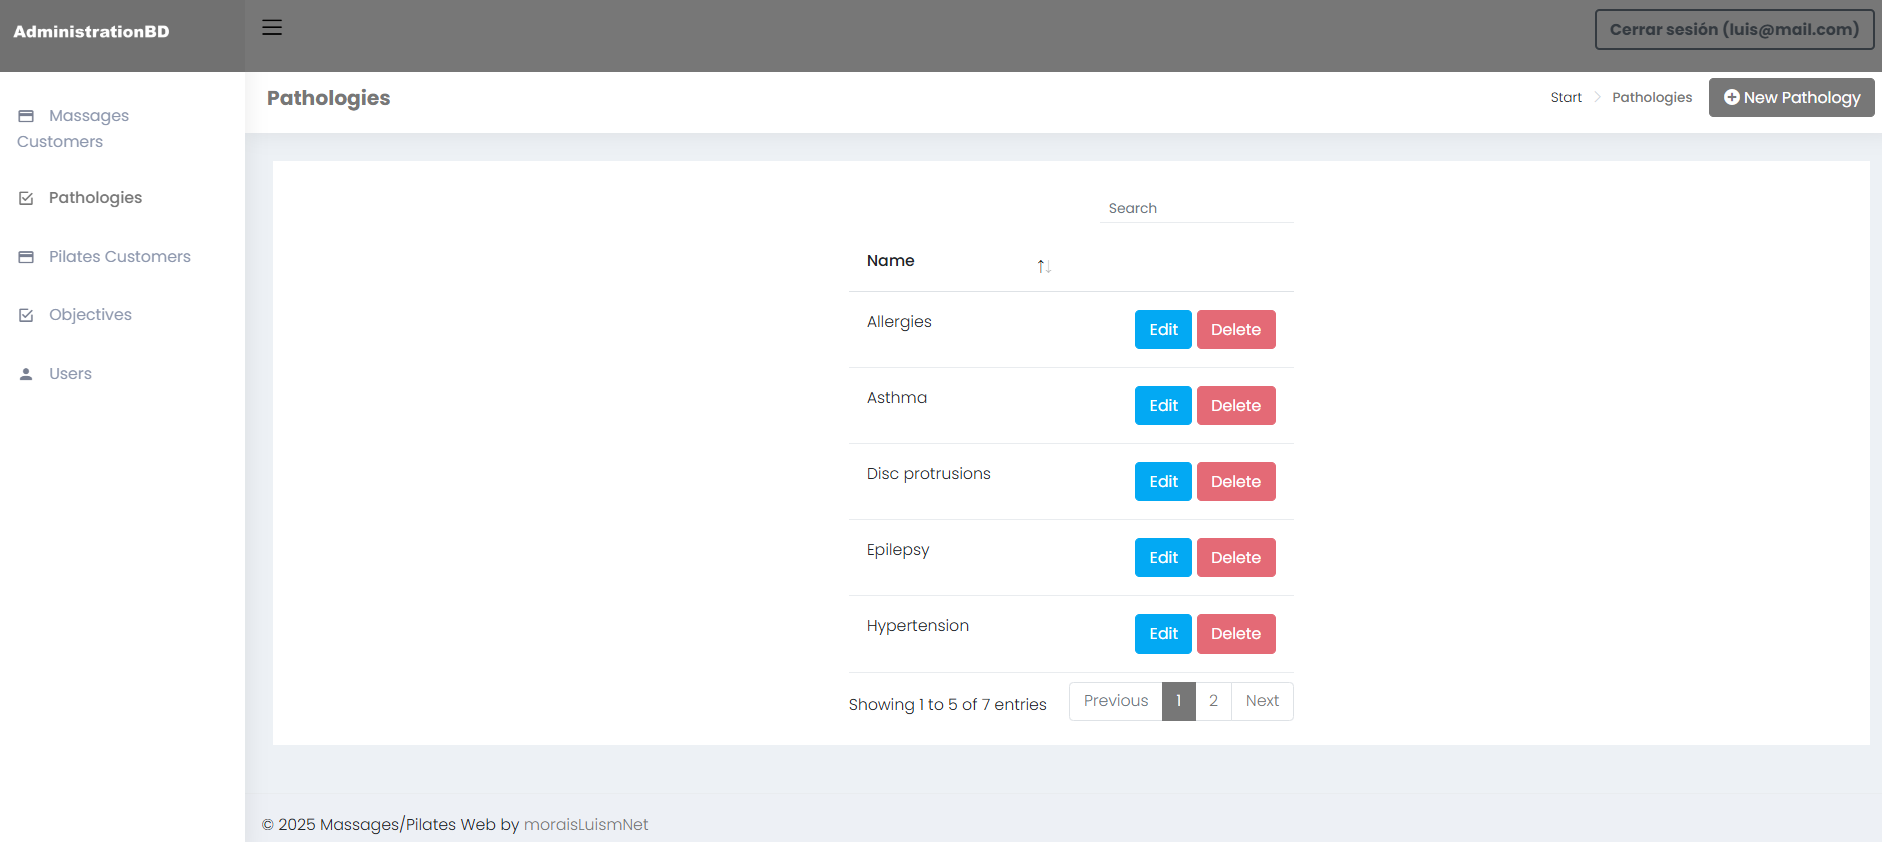 AdministrationBD
Cerrar sesión (luis@mail.com)
Massages
Customers
Pathologies
Pilates Customers
Objectives
Users
Pathologies
Start
Pathologies
New Pathology
Search
Name
Allergies Edit Delete
Asthma Edit Delete
Disc protrusions Edit Delete
Epilepsy Edit Delete
Hypertension Edit Delete
Showing 1 to 5 of 7 entries
Previous 1 2 Next
© 2025 Massages/Pilates Web by moraisLuismNet